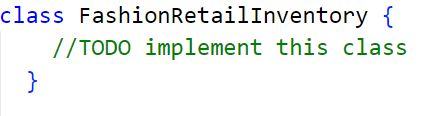 class FashionRetailInventory {
    //TODO implement this class
  }